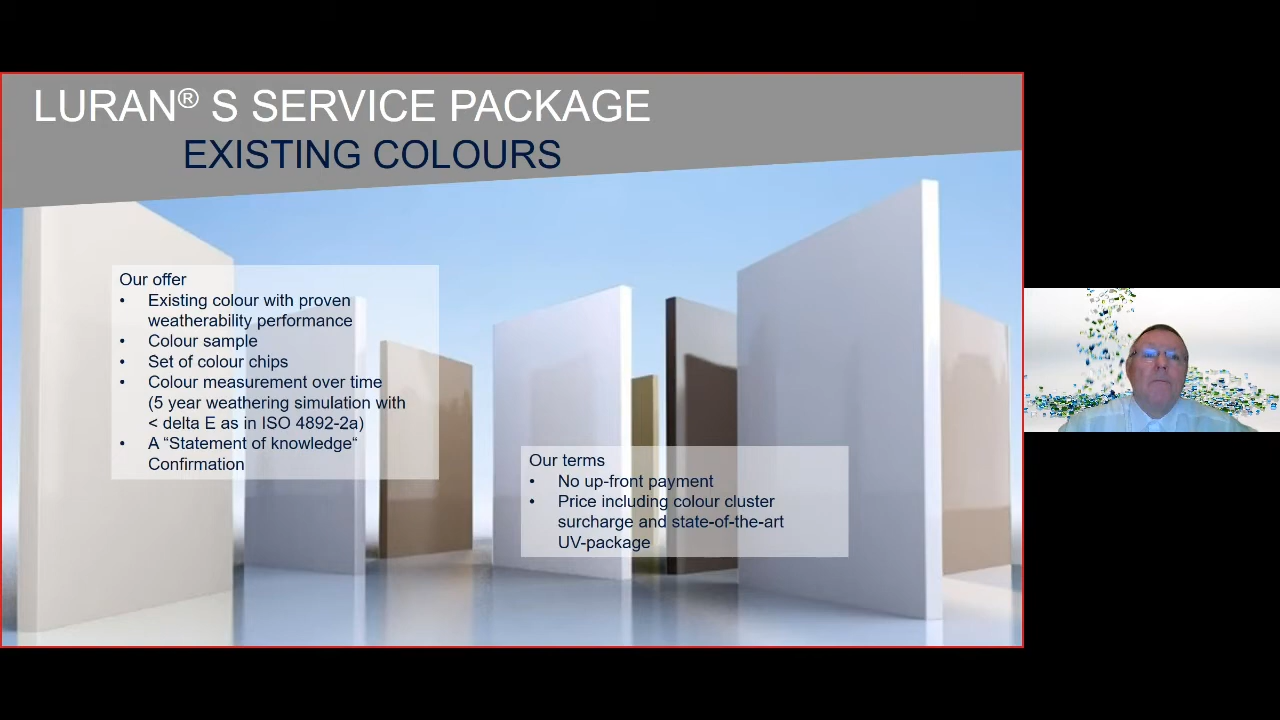 LURAN® S SERVICE PACKAGE
EXISTING COLOURS
Our offer
• Existing colour with proven
weatherability performance
• Colour sample
• Set of colour chips
• Colour measurement over time
(5 year weathering simulation with
< delta E as in ISO 4892-2a)
• A “Statement of knowledge“
Confirmation
Our terms
• No up-front payment
• Price including colour cluster
surcharge and state-of-the-art
UV-package